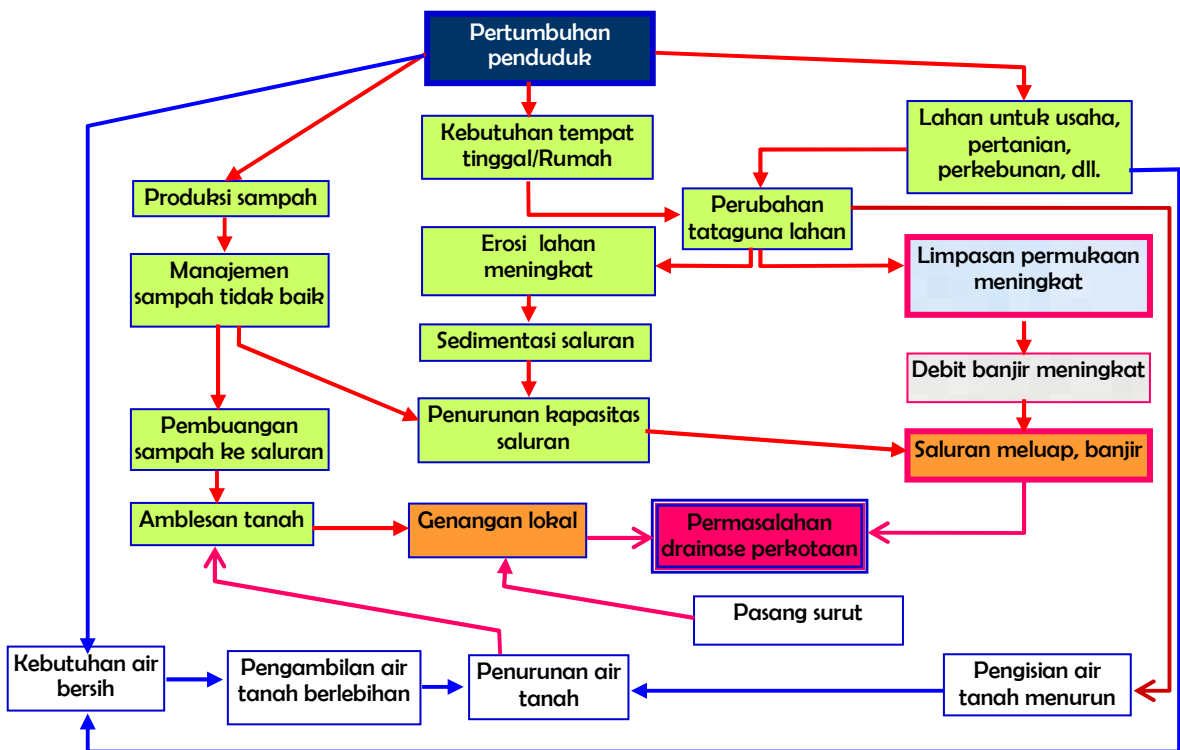 Pertumbuhan
penduduk
Kebutuhan tempat
tinggal/Rumah
Lahan untuk usaha,
pertanian,
perkebunan, dll.
Produksi sampah
Perubahan
tataguna lahan
Manajemen
sampah tidak baik
Erosi lahan
meningkat
Limpasan permukaan
meningkat
Sedimentasi saluran
Debit banjir meningkat
Pembuangan
sampah ke saluran
Penurunan kapasitas
saluran
Saluran meluap, banjir
Amblesan tanah
Genangan lokal
Permasalahan
drainase perkotaan
Pasang surut
Kebutuhan air
bersih
Pengambilan air
tanah berlebihan
Penurunan air
tanah
Pengisian air
tanah menurun